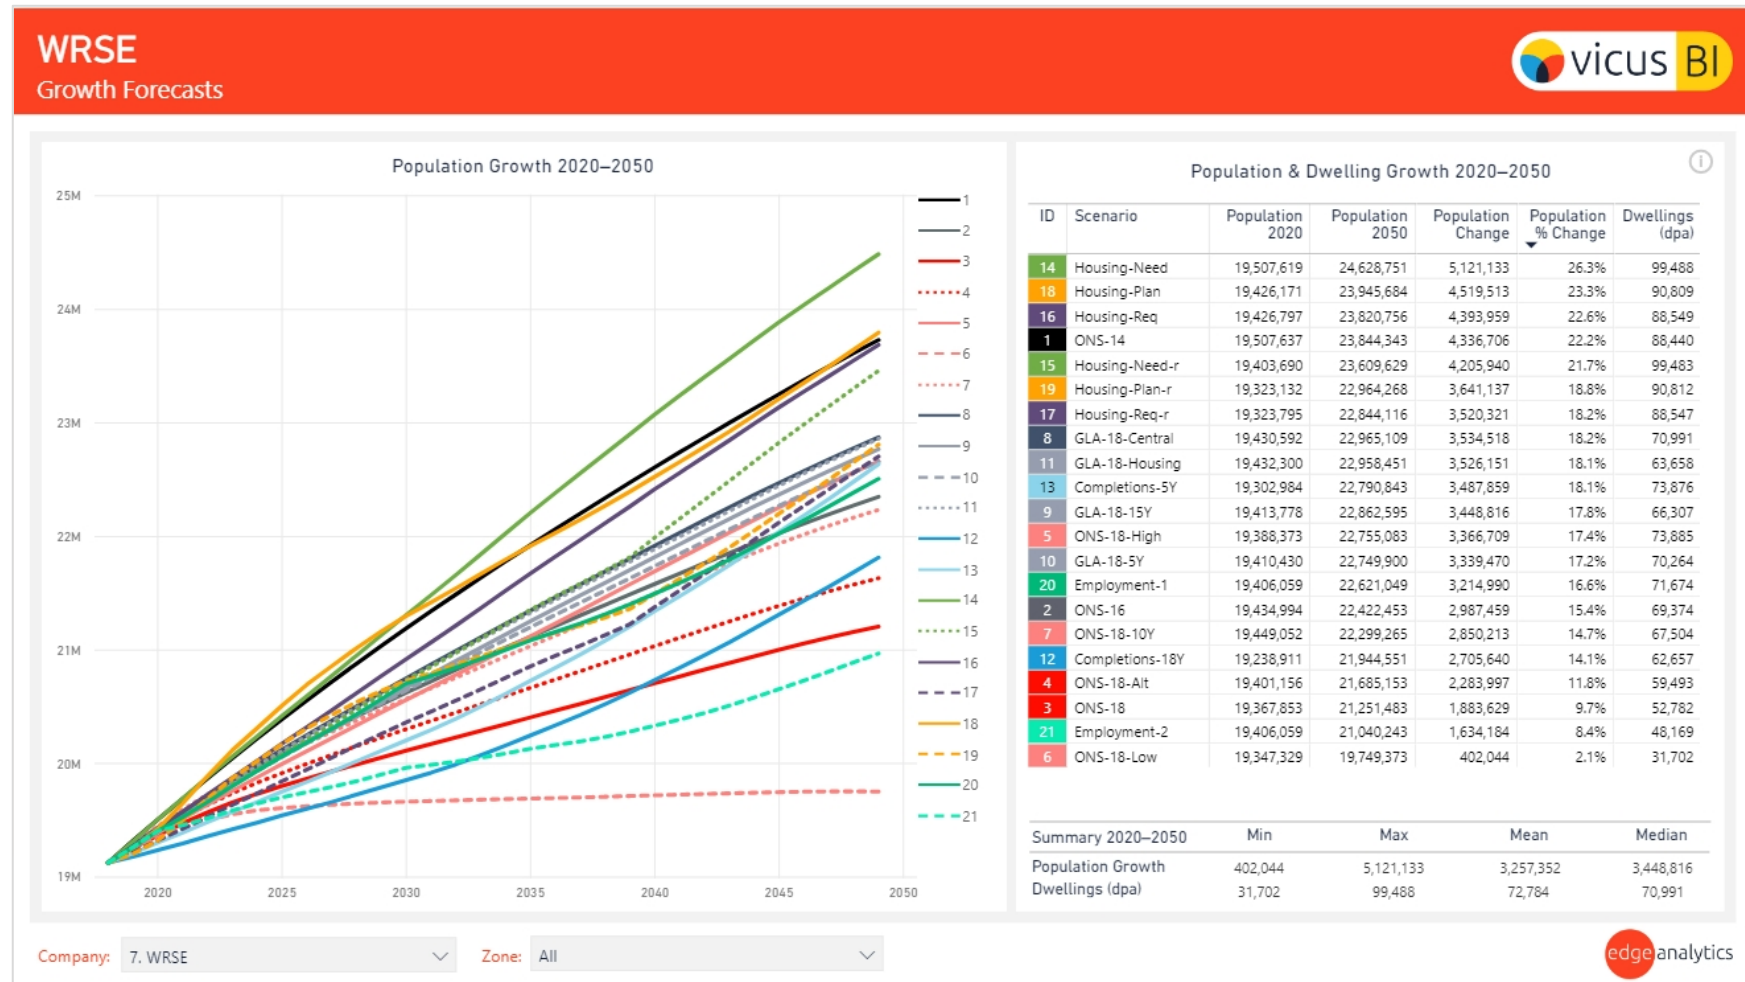 WRSE
Growth Forecasts
vicus BI
Population Growth 2020–2050
25M
24M
23M
22M
21M
20M
19M
2020 2025 2030 2035 2040 2045 2050
1
2
3
4
5
6
7
8
9
10
11
12
13
14
15
16
17
18
19
20
21
Population & Dwelling Growth 2020–2050
i
ID Scenario Population 2020 Population 2050 Population Change Population % Change Dwellings (dpa)
14 Housing-Need 19,507,619 24,628,751 5,121,133 26.3% 99,488
18 Housing-Plan 19,426,171 23,945,684 4,519,513 23.3% 90,809
16 Housing-Req 19,426,797 23,820,756 4,393,959 22.6% 88,549
1 ONS-14 19,507,637 23,844,343 4,336,706 22.2% 88,440
15 Housing-Need-r 19,403,690 23,609,629 4,205,940 21.7% 99,483
19 Housing-Plan-r 19,323,132 22,964,268 3,641,137 18.8% 90,812
17 Housing-Req-r 19,323,795 22,844,116 3,520,321 18.2% 88,547
8 GLA-18-Central 19,430,592 22,965,109 3,534,518 18.2% 70,991
11 GLA-18-Housing 19,432,300 22,958,451 3,526,151 18.1% 63,658
13 Completions-5Y 19,302,984 22,790,843 3,487,859 18.1% 73,876
9 GLA-18-15Y 19,413,778 22,862,595 3,448,816 17.8% 66,307
5 ONS-18-High 19,388,373 22,755,083 3,366,709 17.4% 73,885
10 GLA-18-5Y 19,410,430 22,749,900 3,339,470 17.2% 70,264
20 Employment-1 19,406,059 22,621,049 3,214,990 16.6% 71,674
2 ONS-16 19,434,994 22,422,453 2,987,459 15.4% 69,374
7 ONS-18-10Y 19,449,052 22,299,265 2,850,213 14.7% 67,504
12 Completions-18Y 19,238,911 21,944,551 2,705,640 14.1% 62,657
4 ONS-18-Alt 19,401,156 21,685,153 2,283,997 11.8% 59,493
3 ONS-18 19,367,853 21,251,483 1,883,629 9.7% 52,782
21 Employment-2 19,406,059 21,040,243 1,634,184 8.4% 48,169
6 ONS-18-Low 19,347,329 19,749,373 402,044 2.1% 31,702
Summary 2020–2050 Min Max Mean Median
Population Growth 402,044 5,121,133 3,257,352 3,448,816
Dwellings (dpa) 31,702 99,488 72,784 70,991
Company: 7. WRSE Zone: All
edge analytics